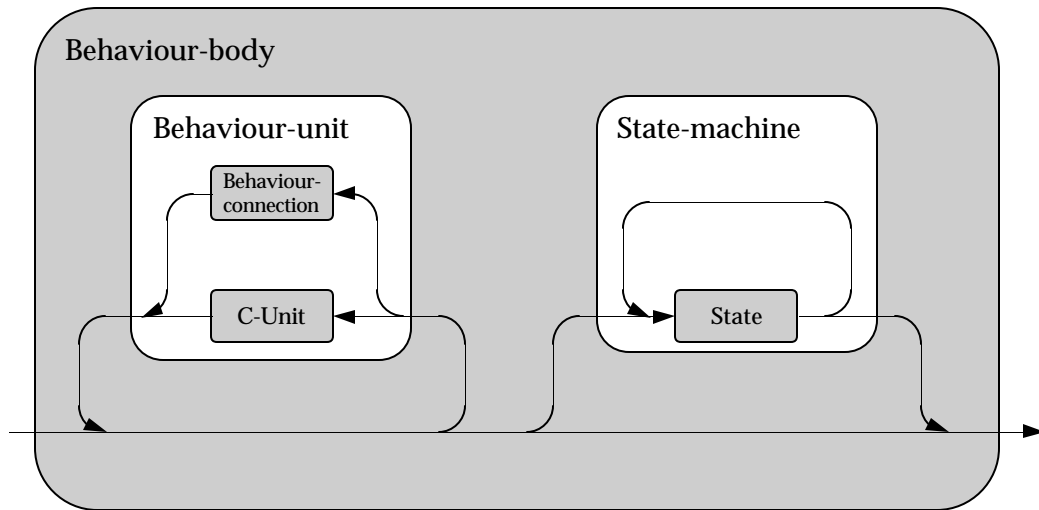 Behaviour-body
Behaviour-unit
Behaviour-
connection
C-Unit
State-machine
State